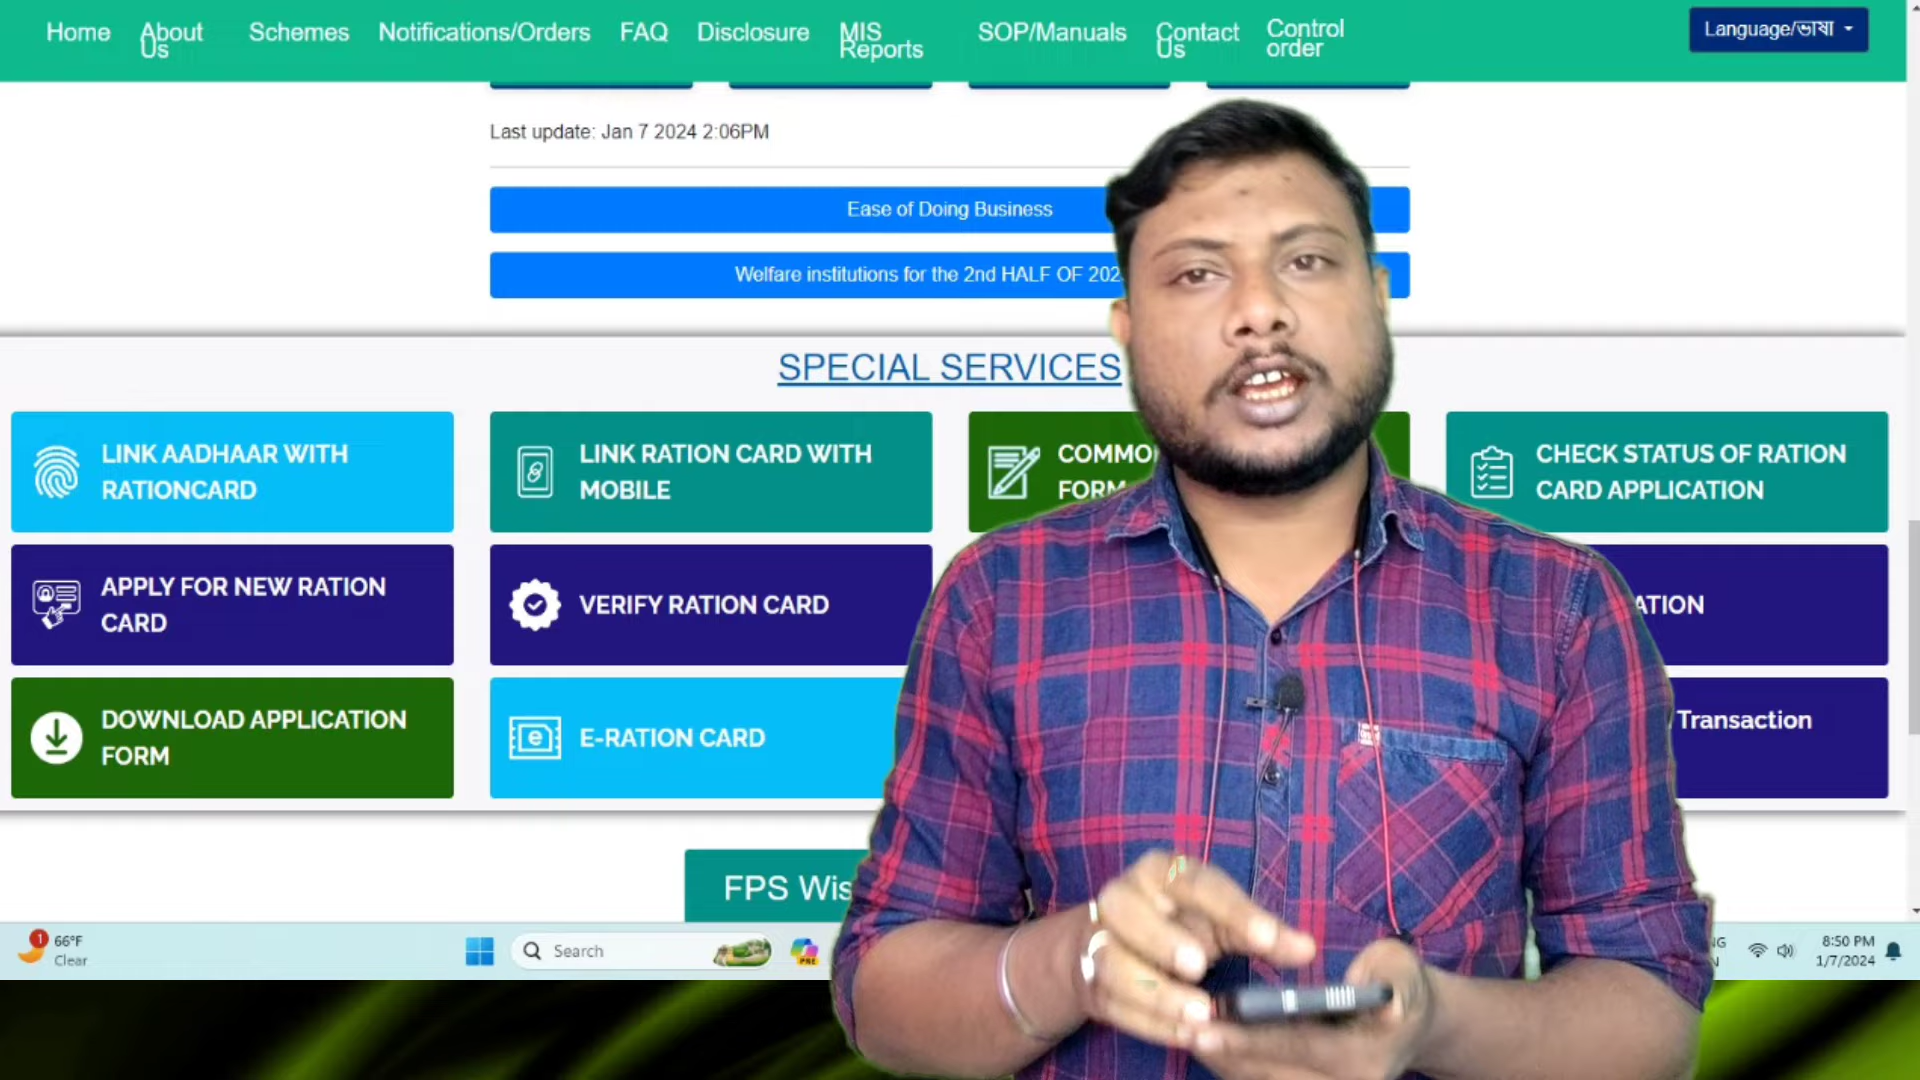 Home About Us Schemes Notifications/Orders FAQ Disclosure MIS Reports SOP/Manuals Contact Us Control order Language/ভাষা
Last update: Jan 7 2024 2:06PM
Ease of Doing Business
Welfare institutions for the 2nd HALF OF
SPECIAL SERVICES
LINK AADHAAR WITH
RATIONCARD
LINK RATION CARD WITH
MOBILE
FORM
CHECK STATUS OF RATION
CARD APPLICATION
APPLY FOR NEW RATION
CARD
VERIFY RATION CARD
DOWNLOAD APPLICATION
FORM
E-RATION CARD
Transaction
FPS
1
66°F
Clear
Search
PRE
8:50 PM
1/7/2024